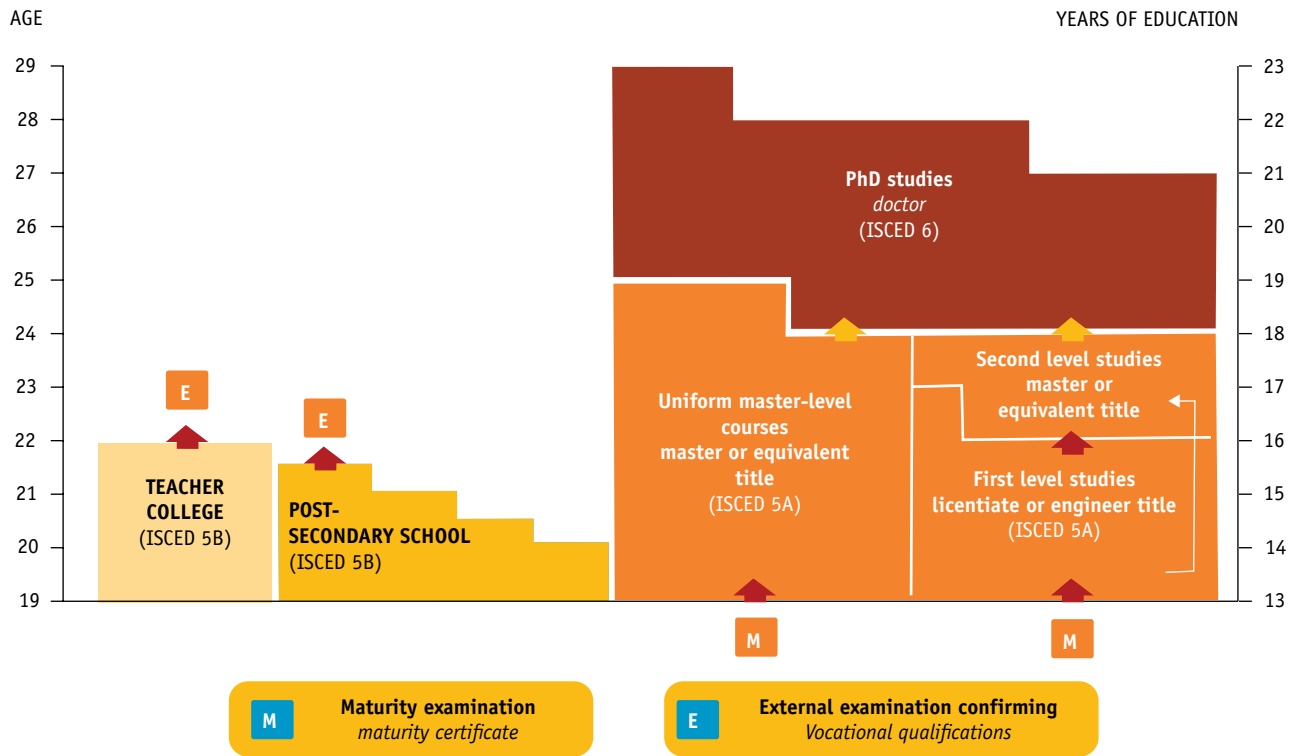 AGE
YEARS OF EDUCATION
29
28
27
26
25
24
23
22
21
20
19
23
22
21
20
19
18
17
16
15
14
13
PhD studies
doctor
(ISCED 6)
Second level studies
master or
equivalent title
Uniform master-level
courses
master or equivalent
title
(ISCED 5A)
First level studies
licentiate or engineer title
(ISCED 5A)
E
E
TEACHER
COLLEGE
(ISCED 5B)
POST-
SECONDARY SCHOOL
(ISCED 5B)
M
M
M
Maturity examination
maturity certificate
E
External examination confirming
Vocational qualifications